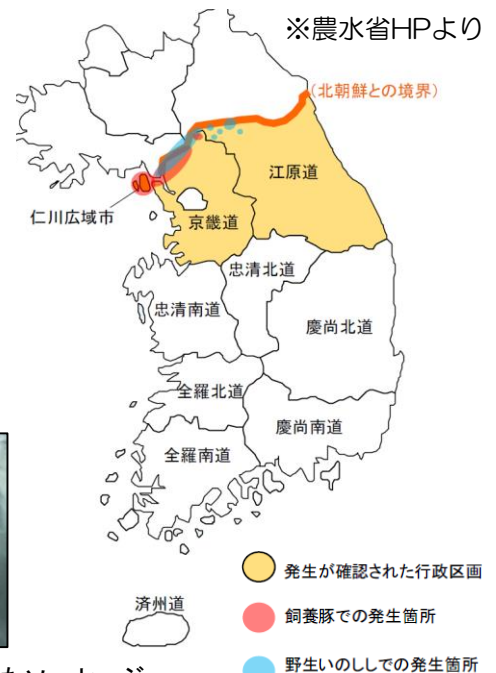 ※農水省HPより
(北朝鮮との境界)
江原道
仁川広域市
京畿道
忠清北道
忠清南道
慶尚北道
全羅北道
慶尚南道
全羅南道
発生が確認された行政区画
済州道
飼養豚での発生箇所
野生いのししでの発生箇所